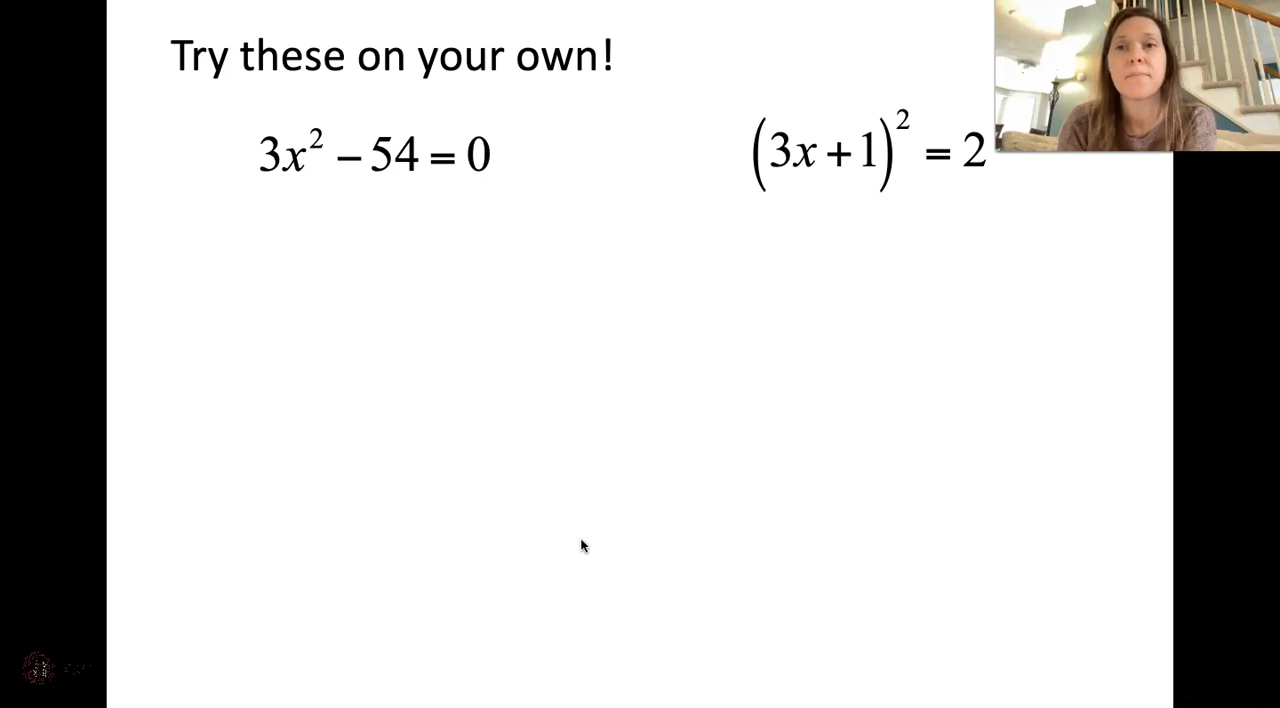 Try these on your own!
3x² − 54 = 0
(3x + 1)² = 2